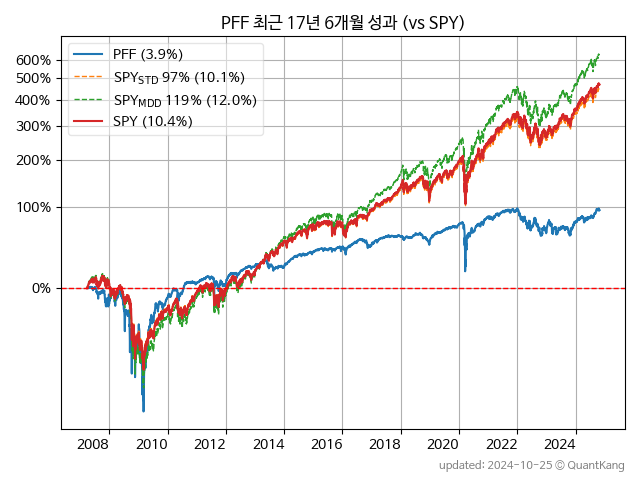 PFF 최근 17년 6개월 성과 (vs SPY)
PFF (3.9%)
SPY_STD 97% (10.1%)
SPY_MDD 119% (12.0%)
SPY (10.4%)
600%
500%
400%
300%
200%
100%
0%
2008 2010 2012 2014 2016 2018 2020 2022 2024
updated: 2024-10-25 © QuantKang